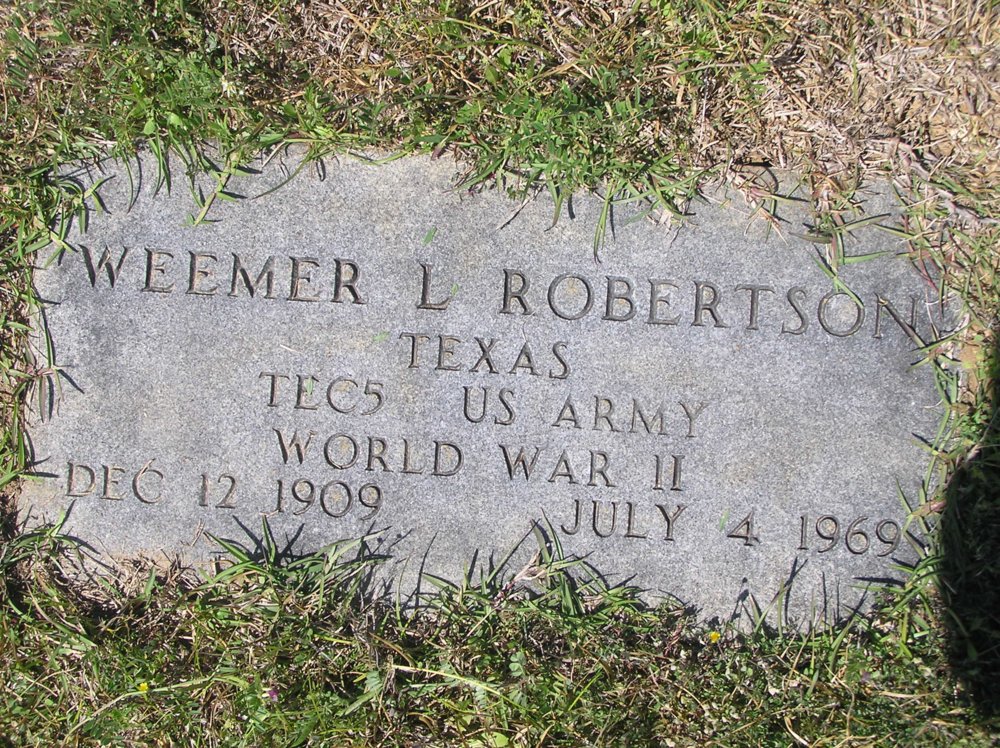 WEEMER L ROBERTSON
TEXAS
TEC5 US ARMY
WORLD WAR II
DEC 12 1909 JULY 4 1969